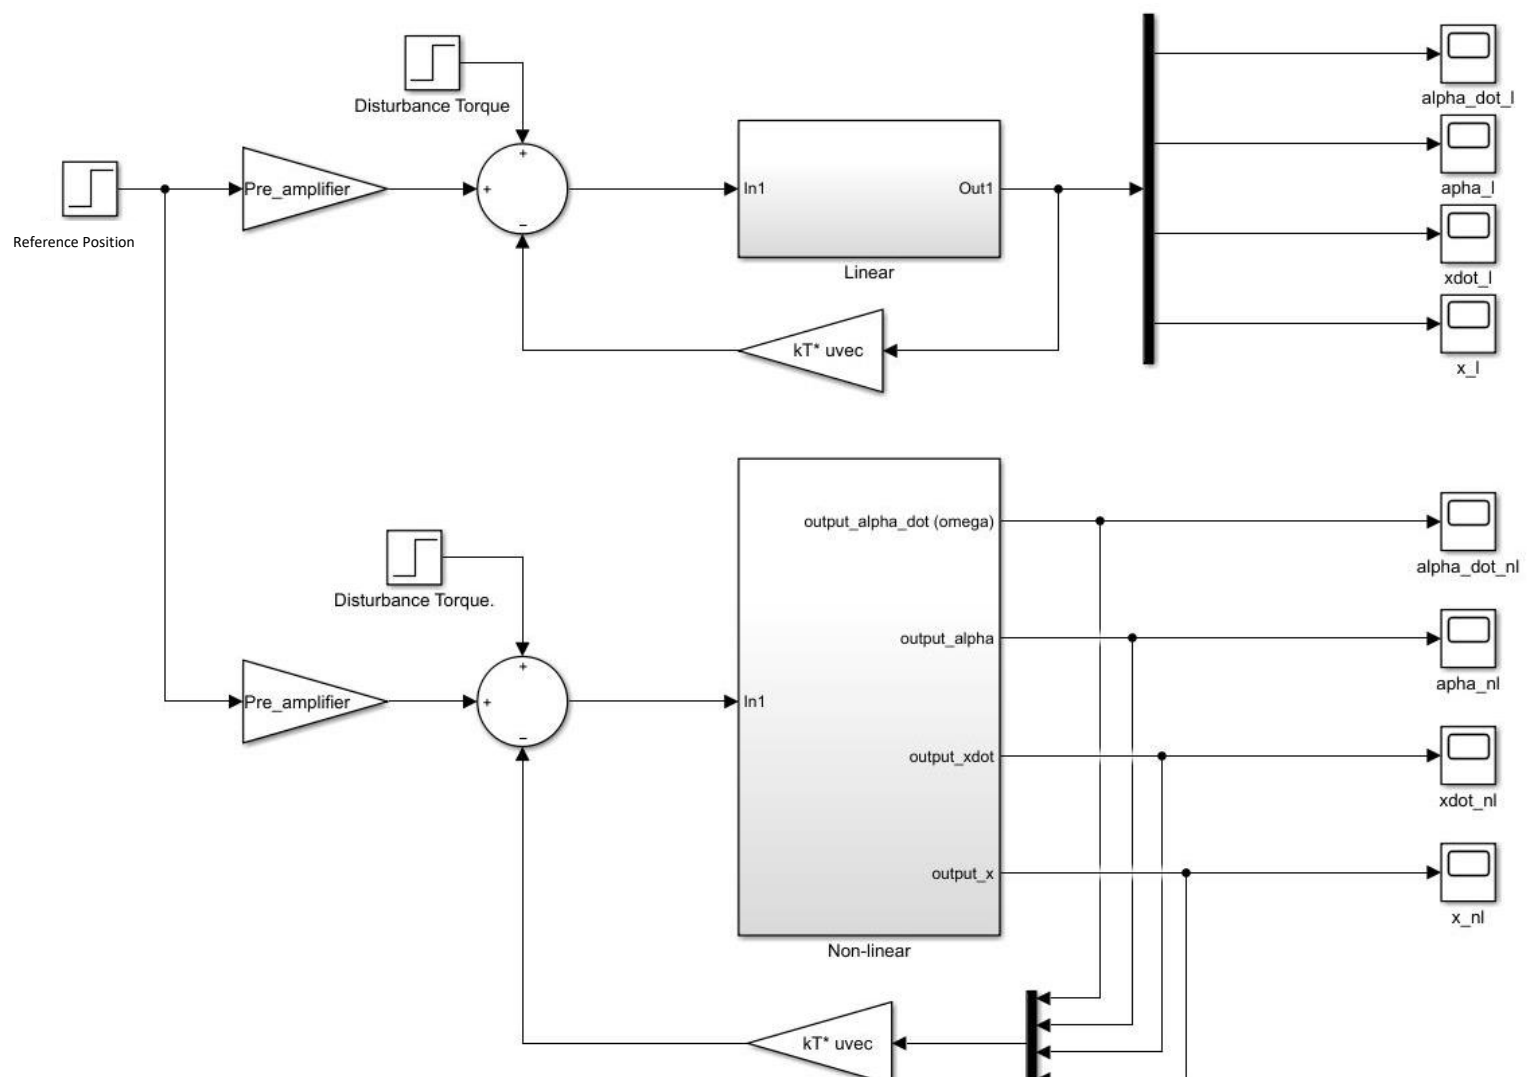 Disturbance Torque
Pre_amplifier
+
+
−
In1
Out1
Linear
kT* uvec
Reference Position
alpha_dot_l
apha_l
xdot_l
x_l
Disturbance Torque.
Pre_amplifier
+
+
−
In1
output_alpha_dot (omega)
output_alpha
output_xdot
output_x
Non-linear
kT* uvec
alpha_dot_nl
apha_nl
xdot_nl
x_nl